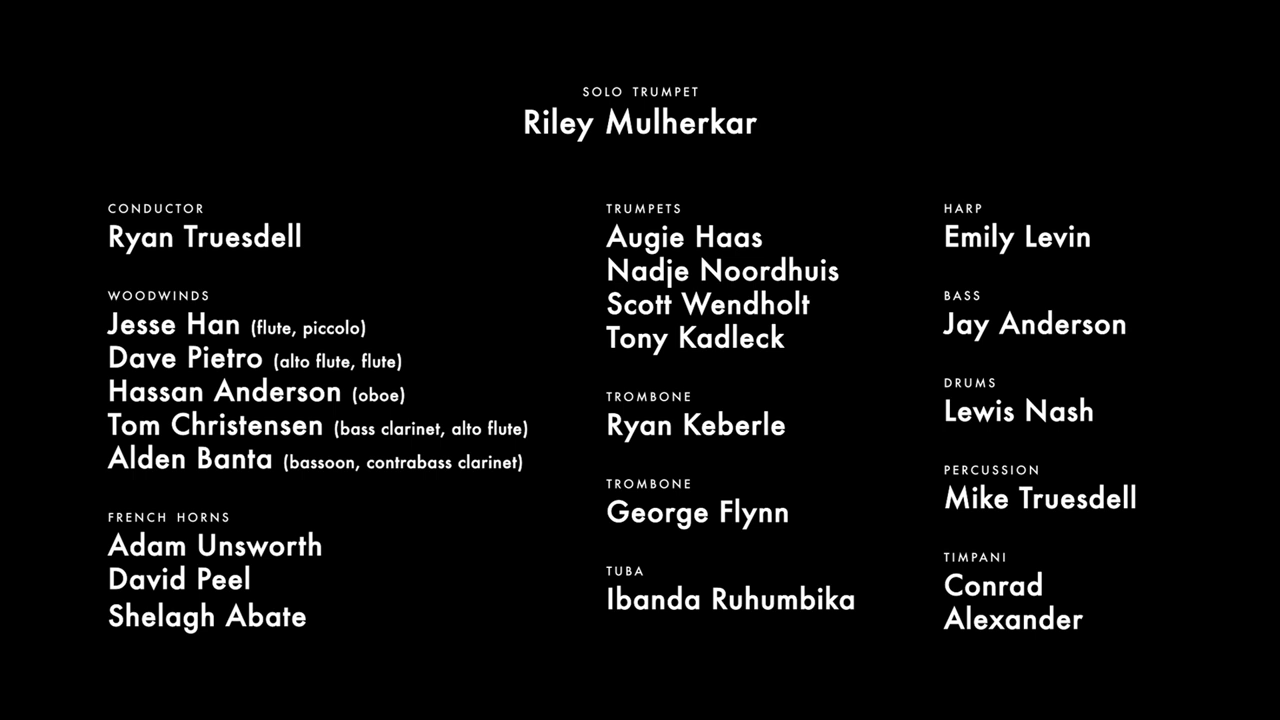 SOLO TRUMPET
Riley Mulherkar
CONDUCTOR
Ryan Truesdell
WOODWINDS
Jesse Han (flute, piccolo)
Dave Pietro (alto flute, flute)
Hassan Anderson (oboe)
Tom Christensen (bass clarinet, alto flute)
Alden Banta (bassoon, contrabass clarinet)
FRENCH HORNS
Adam Unsworth
David Peel
Shelagh Abate
TRUMPETS
Augie Haas
Nadje Noordhuis
Scott Wendholt
Tony Kadleck
TROMBONE
Ryan Keberle
TROMBONE
George Flynn
TUBA
Ibanda Ruhumbika
HARP
Emily Levin
BASS
Jay Anderson
DRUMS
Lewis Nash
PERCUSSION
Mike Truesdell
TIMPANI
Conrad
Alexander